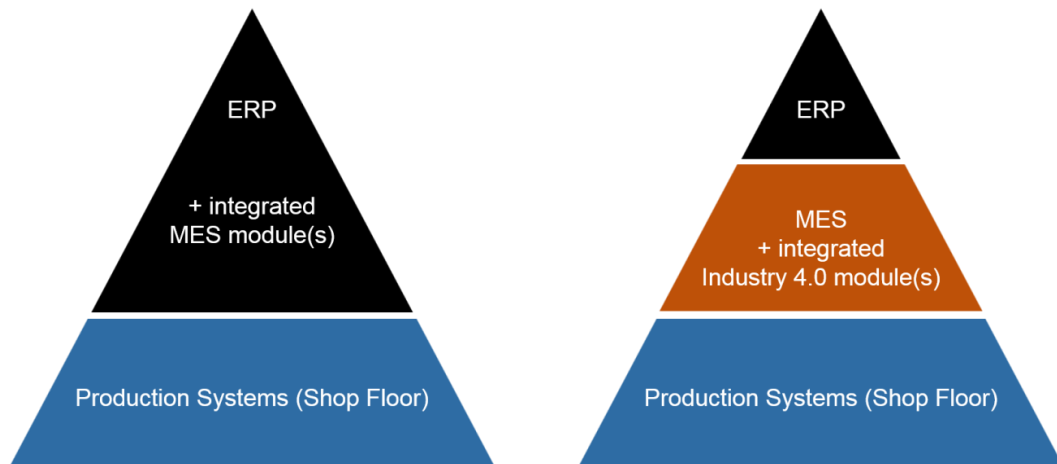 ERP
+ integrated
MES module(s)
Production Systems (Shop Floor)
ERP
MES
+ integrated
Industry 4.0 module(s)
Production Systems (Shop Floor)